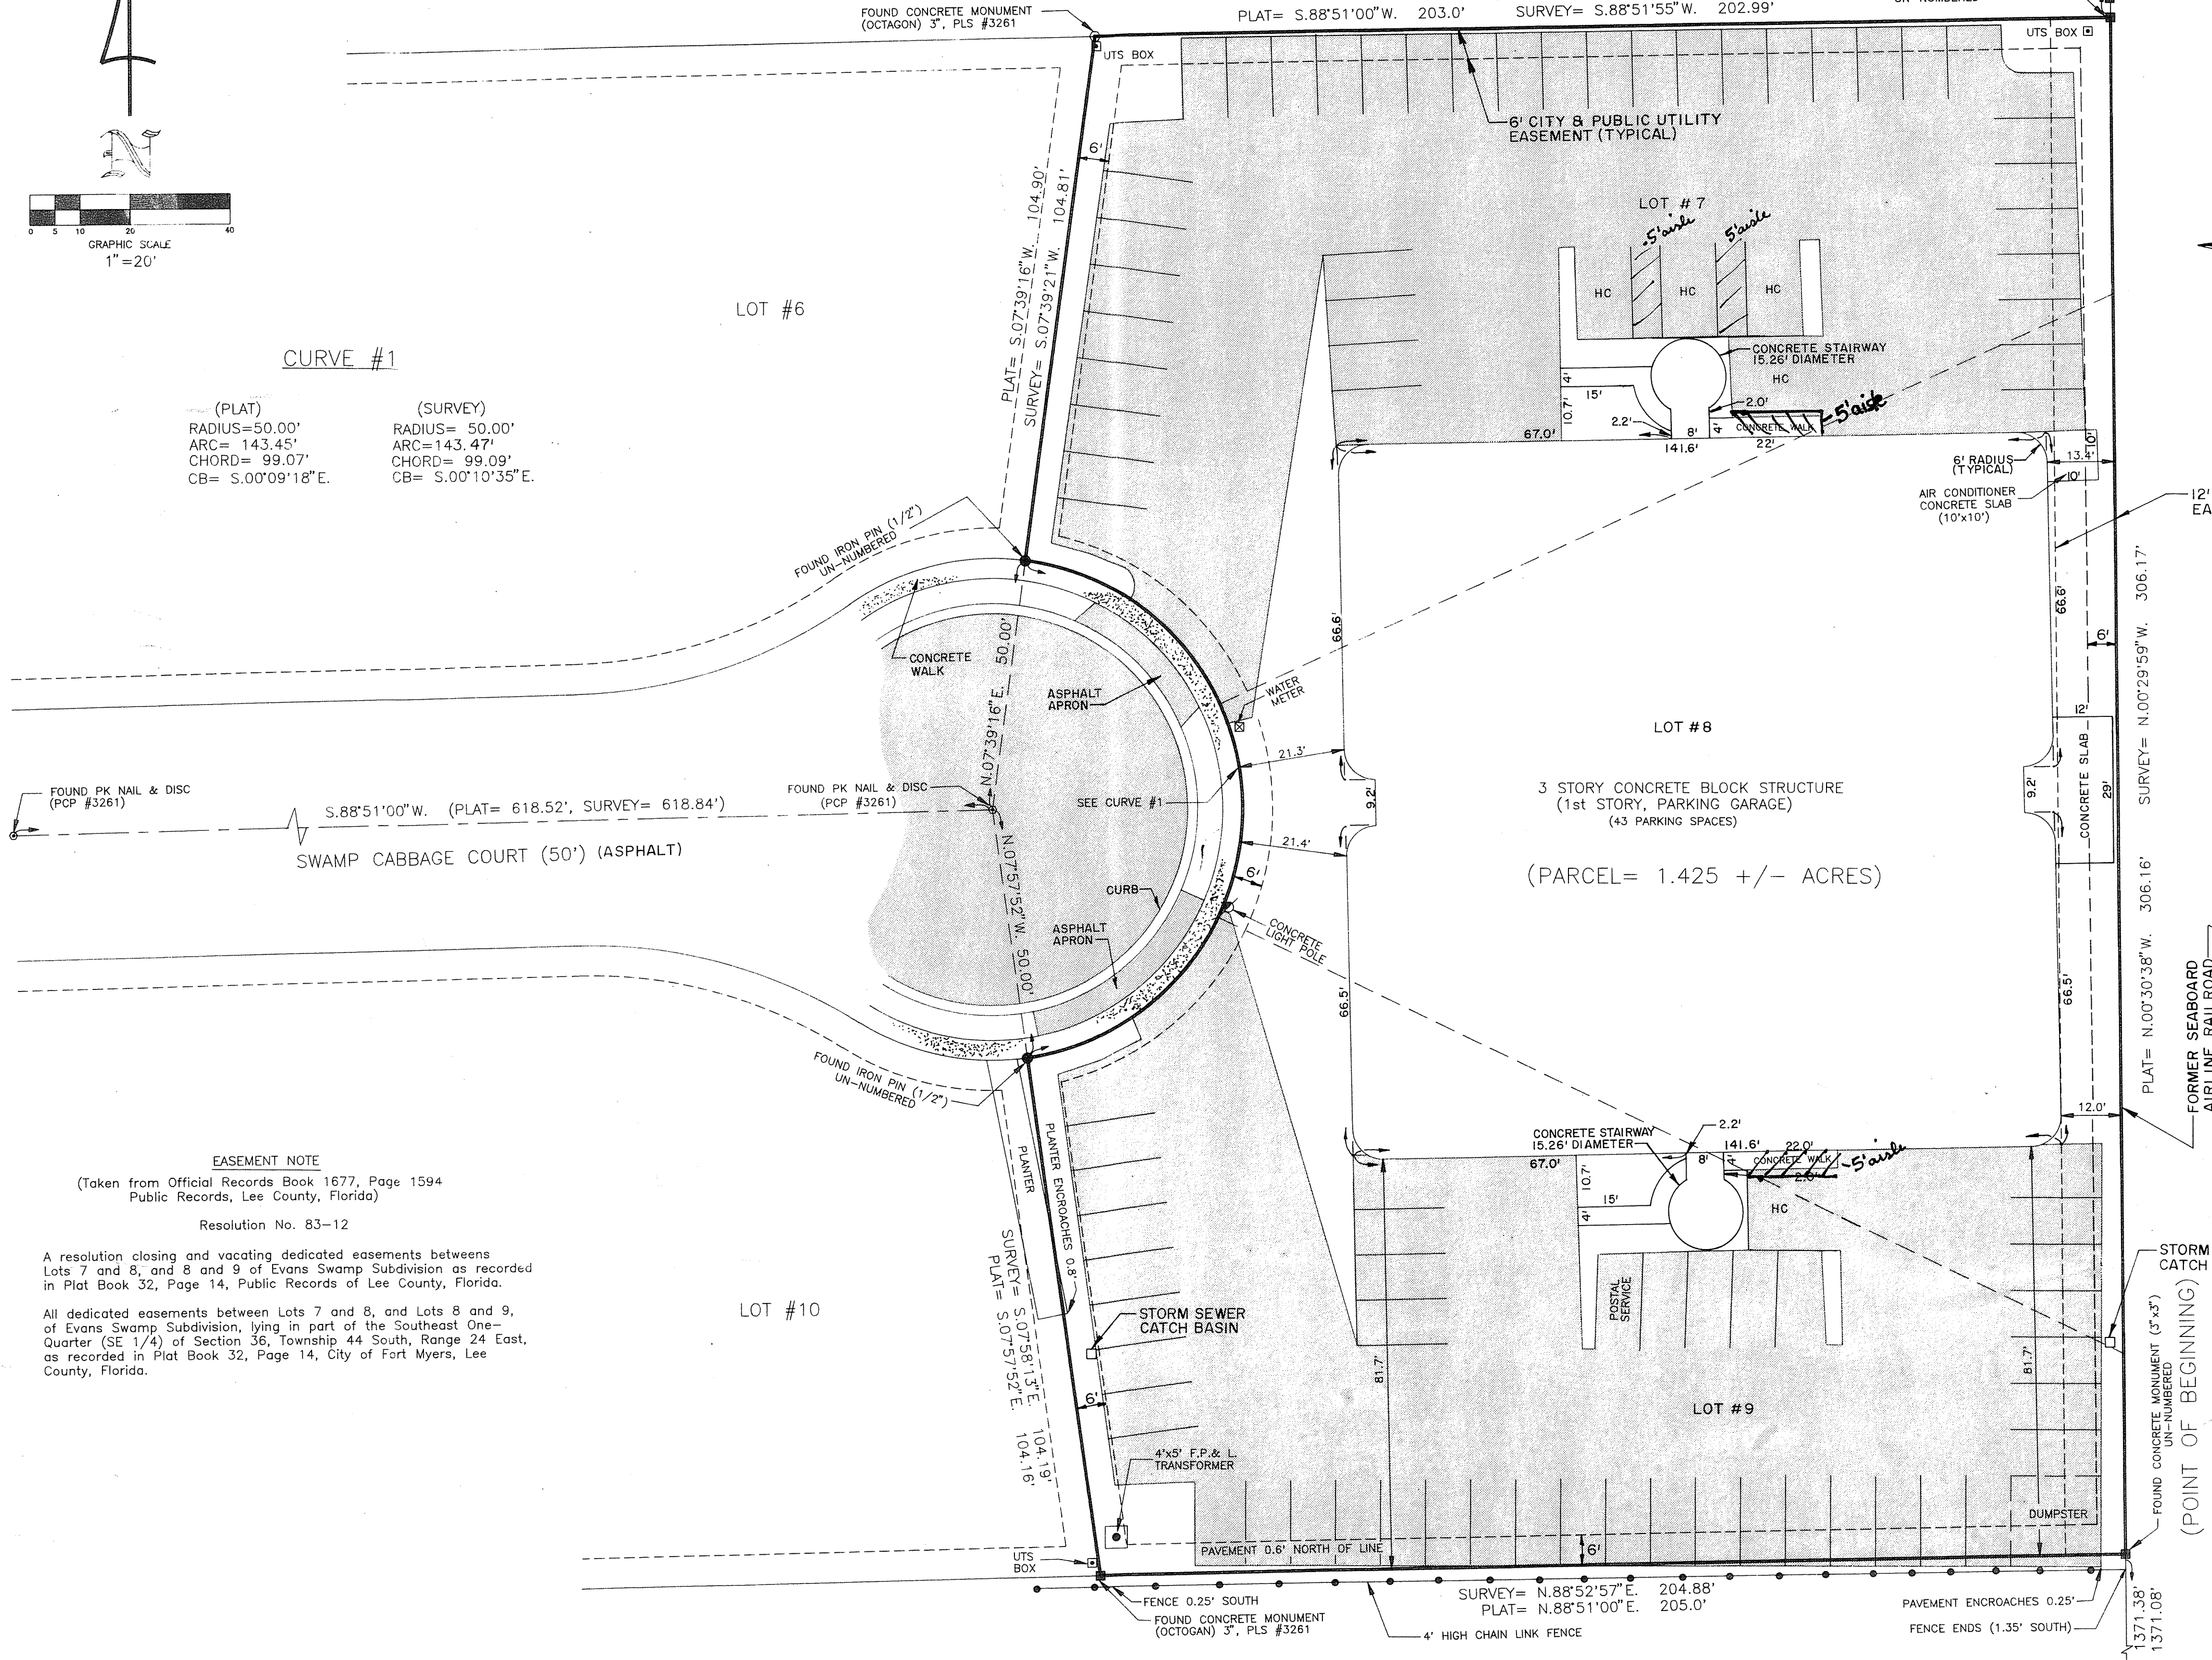 FOUND CONCRETE MONUMENT
(OCTAGON) 3", PLS #3261
PLAT= S.88°51'00"W. 203.0'
SURVEY= S.88°51'55"W. 202.99'
UTS BOX
UTS BOX
6' CITY & PUBLIC UTILITY
EASEMENT (TYPICAL)
N
0 5 10 20 40
GRAPHIC SCALE
1"=20'
6'
PLAT= S.07°39'16"W. 104.90'
SURVEY= S.07°39'21"W. 104.81'
LOT #6
LOT #7
5' aisle
5' aisle
HC
HC
HC
CONCRETE STAIRWAY
15.26' DIAMETER
HC
4'
15'
10.7'
2.0'
2.2'
8'
4'
CONCRETE WALK
5' aisle
67.0'
141.6'
22'
CURVE #1
(PLAT)
RADIUS=50.00'
ARC= 143.45'
CHORD= 99.07'
CB= S.00°09'18"E.
(SURVEY)
RADIUS= 50.00'
ARC=143.47'
CHORD= 99.09'
CB= S.00°10'35"E.
6' RADIUS
(TYPICAL)
10'
13.4'
10'
AIR CONDITIONER
CONCRETE SLAB
(10'x10')
12'
FOUND IRON PIN (1/2")
UN-NUMBERED
CONCRETE
WALK
ASPHALT
APRON
N.07°39'16"E. 50.00'
WATER
METER
66.6'
66.6'
6'
SURVEY= N.00°29'59"W. 306.17'
PLAT= N.00°30'38"W. 306.16'
LOT #8
3 STORY CONCRETE BLOCK STRUCTURE
(1st STORY, PARKING GARAGE)
(43 PARKING SPACES)
(PARCEL= 1.425 +/- ACRES)
12'
CONCRETE SLAB
29'
9.2'
9.2'
21.3'
21.4'
SEE CURVE #1
FOUND PK NAIL & DISC
(PCP #3261)
FOUND PK NAIL & DISC
(PCP #3261)
S.88°51'00"W. (PLAT= 618.52', SURVEY= 618.84')
SWAMP CABBAGE COURT (50') (ASPHALT)
N.07°57'52"W. 50.00'
CURB
6'
ASPHALT
APRON
CONCRETE
LIGHT POLE
66.5'
66.5'
FORMER SEABOARD
AIRLINE RAILROAD
FOUND IRON PIN (1/2")
UN-NUMBERED
PLANTER
PLANTER ENCROACHES 0.8'
12.0'
CONCRETE STAIRWAY
15.26' DIAMETER
2.2'
67.0'
8'
141.6'
22.0'
4'
CONCRETE WALK
5' aisle
2.0'
10.7'
15'
4'
HC
POSTAL
SERVICE
EASEMENT NOTE
(Taken from Official Records Book 1677, Page 1594
Public Records, Lee County, Florida)
Resolution No. 83-12
A resolution closing and vacating dedicated easements betweens
Lots 7 and 8, and 8 and 9 of Evans Swamp Subdivision as recorded
in Plat Book 32, Page 14, Public Records of Lee County, Florida.
All dedicated easements between Lots 7 and 8, and Lots 8 and 9,
of Evans Swamp Subdivision, lying in part of the Southeast One-
Quarter (SE 1/4) of Section 36, Township 44 South, Range 24 East,
as recorded in Plat Book 32, Page 14, City of Fort Myers, Lee
County, Florida.
LOT #10
SURVEY= S.07°58'13"E. 104.19'
PLAT= S.07°57'52"E. 104.16'
STORM SEWER
CATCH BASIN
6'
81.7'
81.7'
LOT #9
STORM
CATCH
FOUND CONCRETE MONUMENT (3"x3")
UN-NUMBERED
(POINT OF BEGINNING)
4'x5' F.P.& L.
TRANSFORMER
UTS
BOX
DUMPSTER
PAVEMENT 0.6' NORTH OF LINE
6'
SURVEY= N.88°52'57"E. 204.88'
PLAT= N.88°51'00"E. 205.0'
FENCE 0.25' SOUTH
FOUND CONCRETE MONUMENT
(OCTOGAN) 3", PLS #3261
4' HIGH CHAIN LINK FENCE
PAVEMENT ENCROACHES 0.25'
FENCE ENDS (1.35' SOUTH)
1371.38'
1371.08'